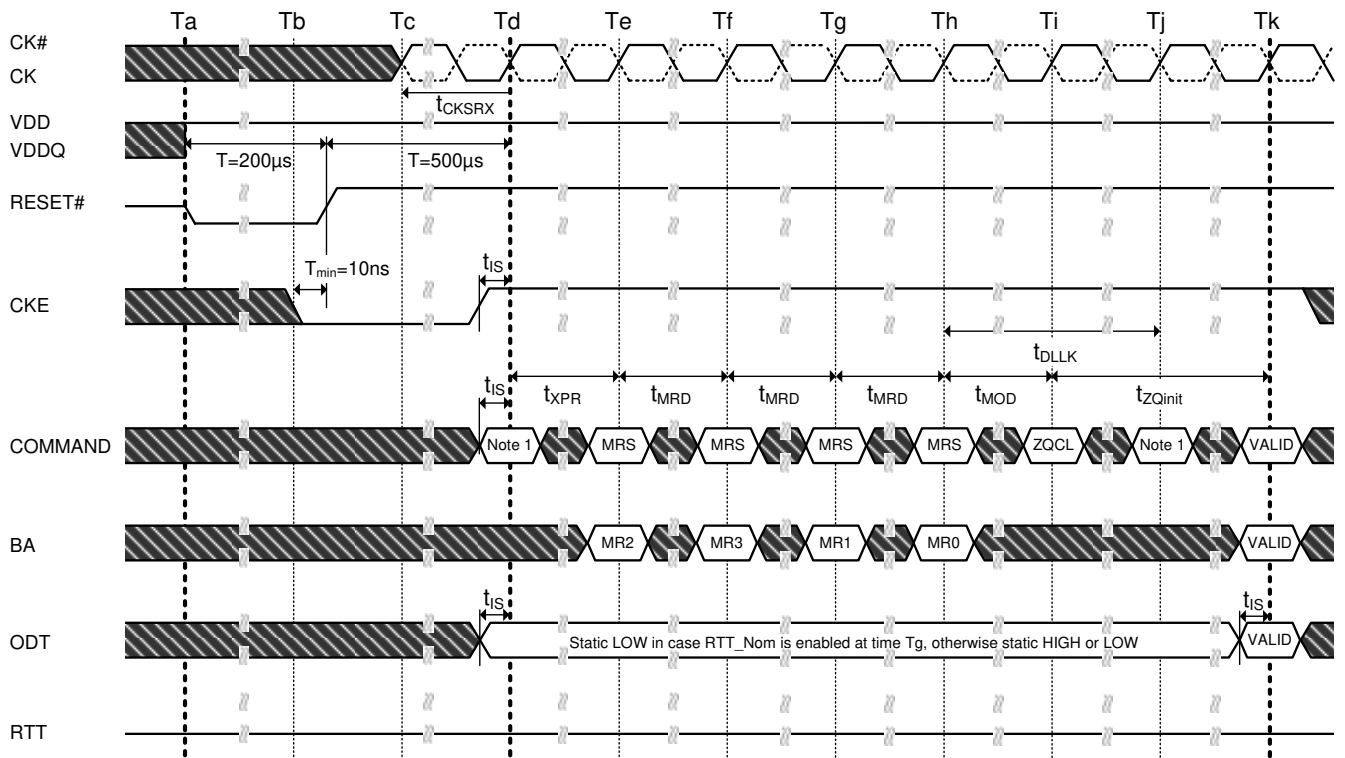 Ta Tb Tc Td Te Tf Tg Th Ti Tj Tk
CK#
CK
tCKSRX
VDD
VDDQ
T=200µs T=500µs
RESET#
Tmin=10ns tIS
CKE
tDLLK
tIS tXPR tMRD tMRD tMRD tMOD tZQinit
COMMAND Note 1 MRS MRS MRS MRS ZQCL Note 1 VALID
BA MR2 MR3 MR1 MR0 VALID
tIS tIS
ODT Static LOW in case RTT_Nom is enabled at time Tg, otherwise static HIGH or LOW VALID
RTT